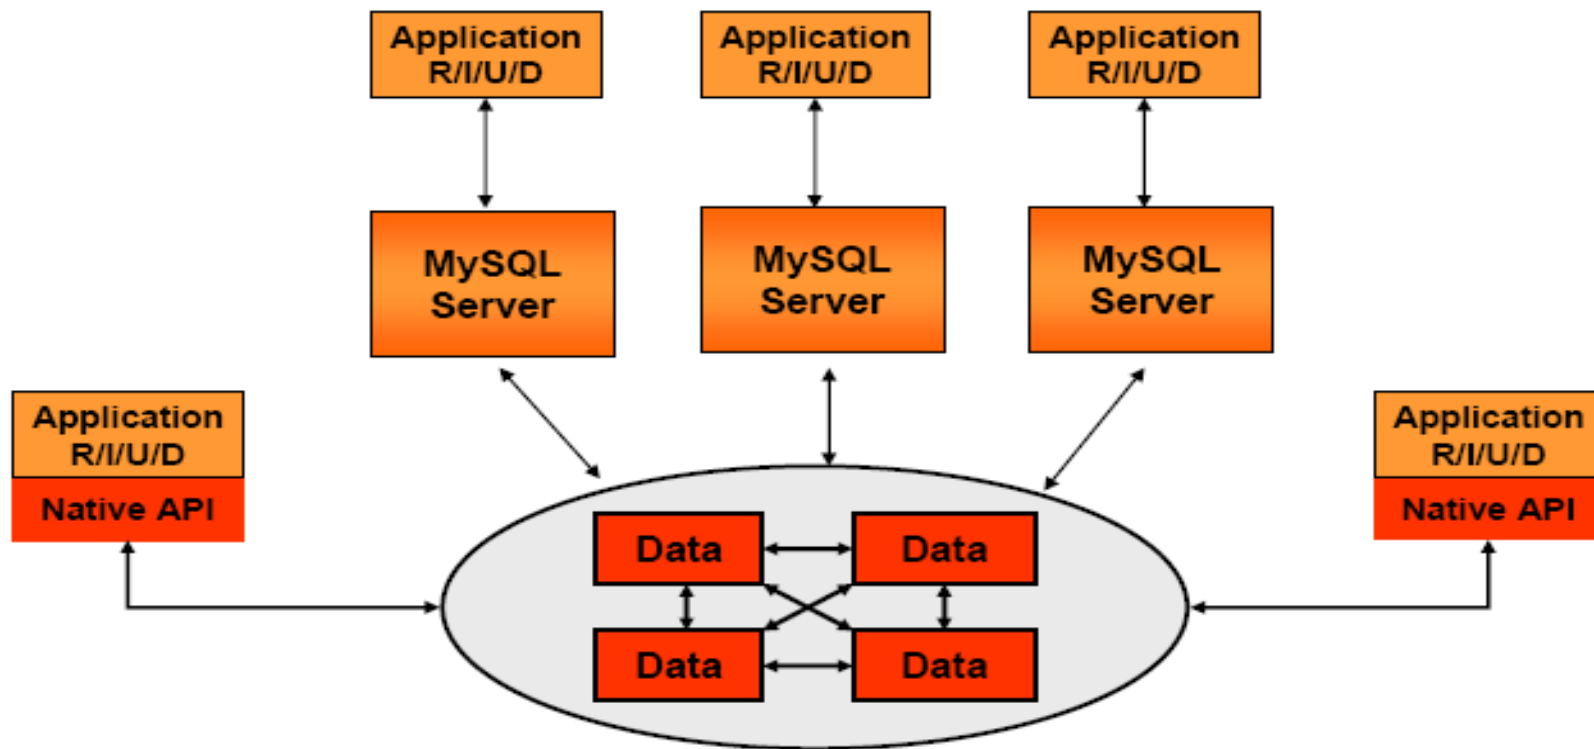 Application
R/I/U/D
Application
R/I/U/D
Application
R/I/U/D
MySQL
Server
MySQL
Server
MySQL
Server
Application
R/I/U/D
Native API
Application
R/I/U/D
Native API
Data
Data
Data
Data